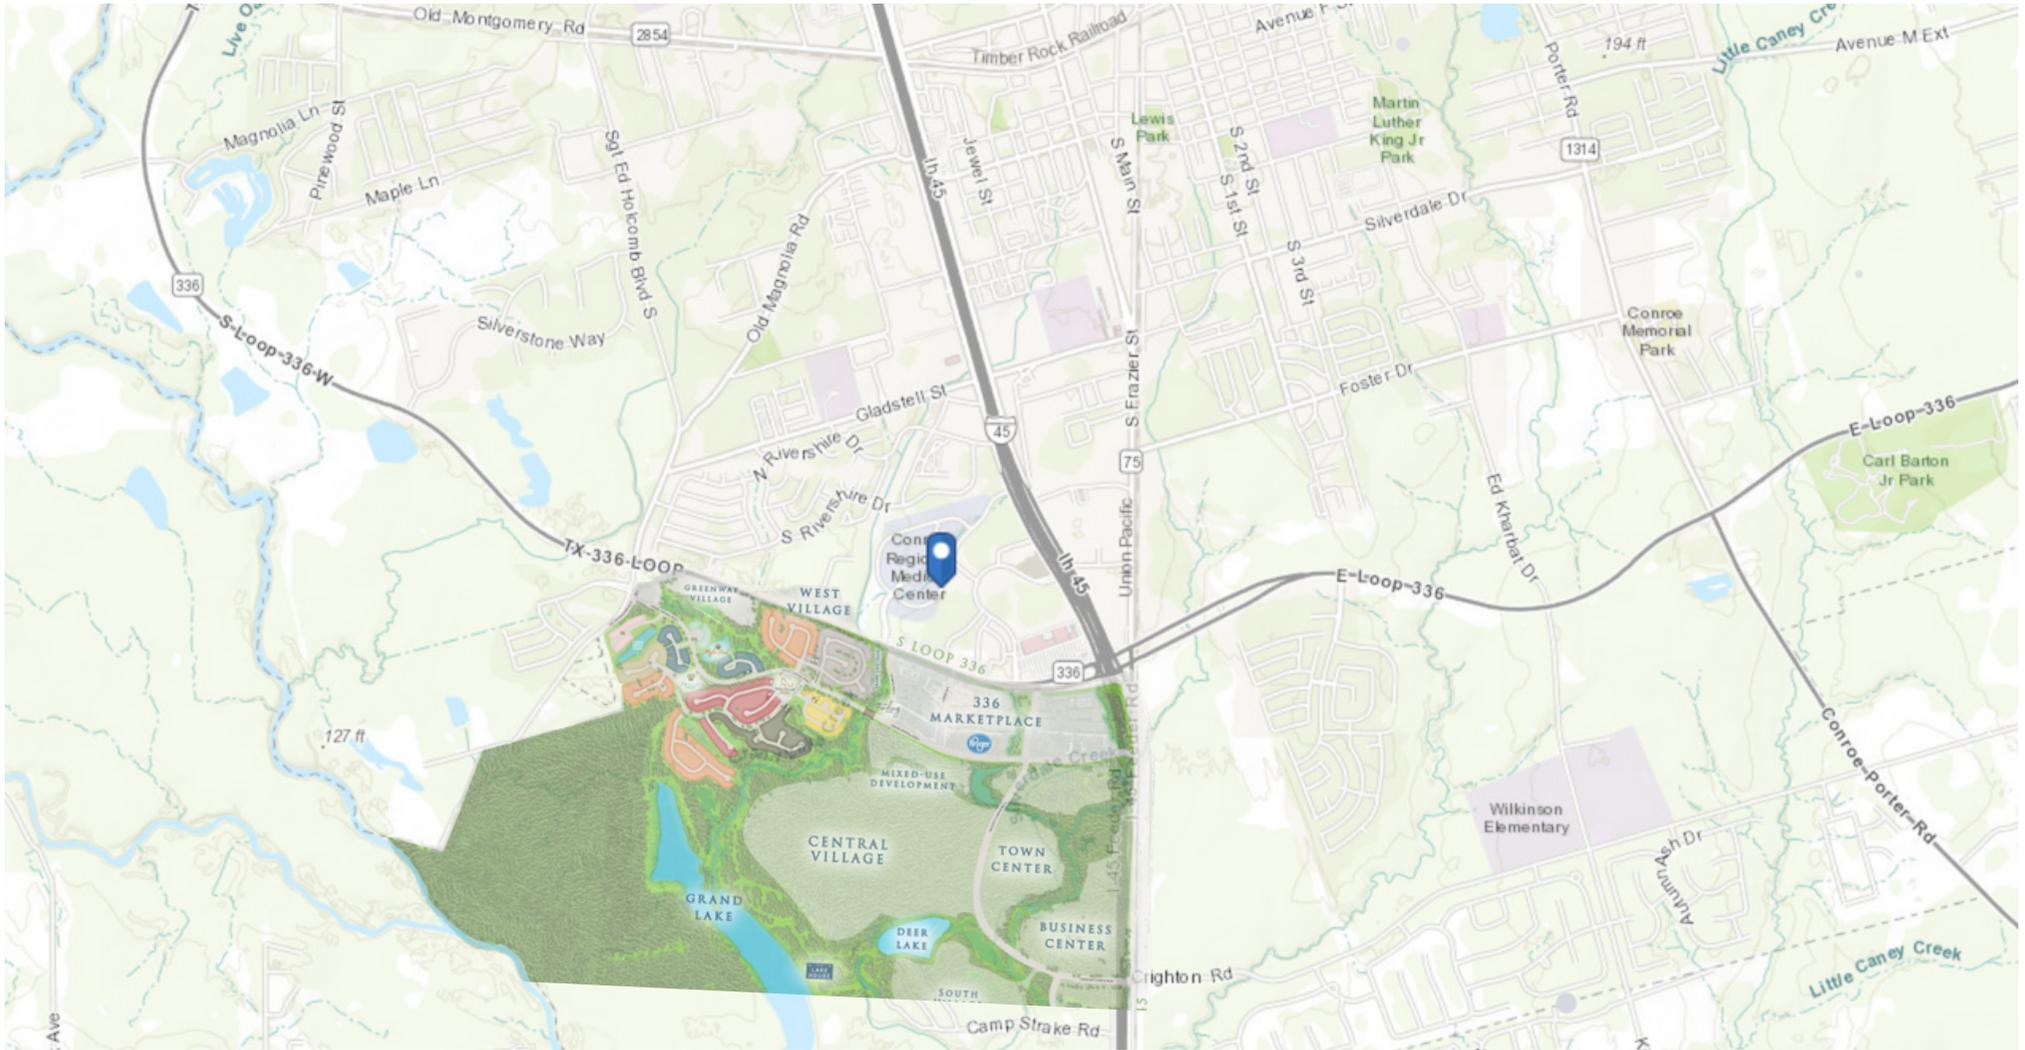 Old Montgomery Rd
2854
Timber Rock Railroad
194 ft
Avenue M Ext
Little Caney
Porter Rd
Magnolia Ln
Pinewood St
Maple Ln
Sgt Ed Holcomb Blvd S
Ih 45
Jewel St
S Main St
Lewis
Park
S 2nd St
S 1st St
Martin
Luther
King Jr
Park
1314
Silverdale Dr
Old Magnolia Rd
S 3rd St
336
S-Loop-336-W
Silverstone Way
Conroe
Memorial
Park
S Frazier St
Foster Dr
Gladstell St
45
75
E-Loop-336
Carl Barton
Jr Park
N Rivershire Dr
S Rivershire Dr
Ed Kharbat Dr
Union Pacific
Ih 45
TX-336-LOOP
Center
E-Loop-336
GREENWAY
VILLAGE
WEST
VILLAGE
S LOOP 336
336
336
MARKETPLACE
Kroger
127 ft
MIXED-USE
DEVELOPMENT
Conroe-Porter-Rd
CENTRAL
VILLAGE
TOWN
CENTER
Wilkinson
Elementary
Autumn Ash Dr
GRAND
LAKE
DEER
LAKE
BUSINESS
CENTER
LAKE
HOUSE
Crighton Rd
Little Caney Creek
SOUTH
Camp Strake Rd
Ave